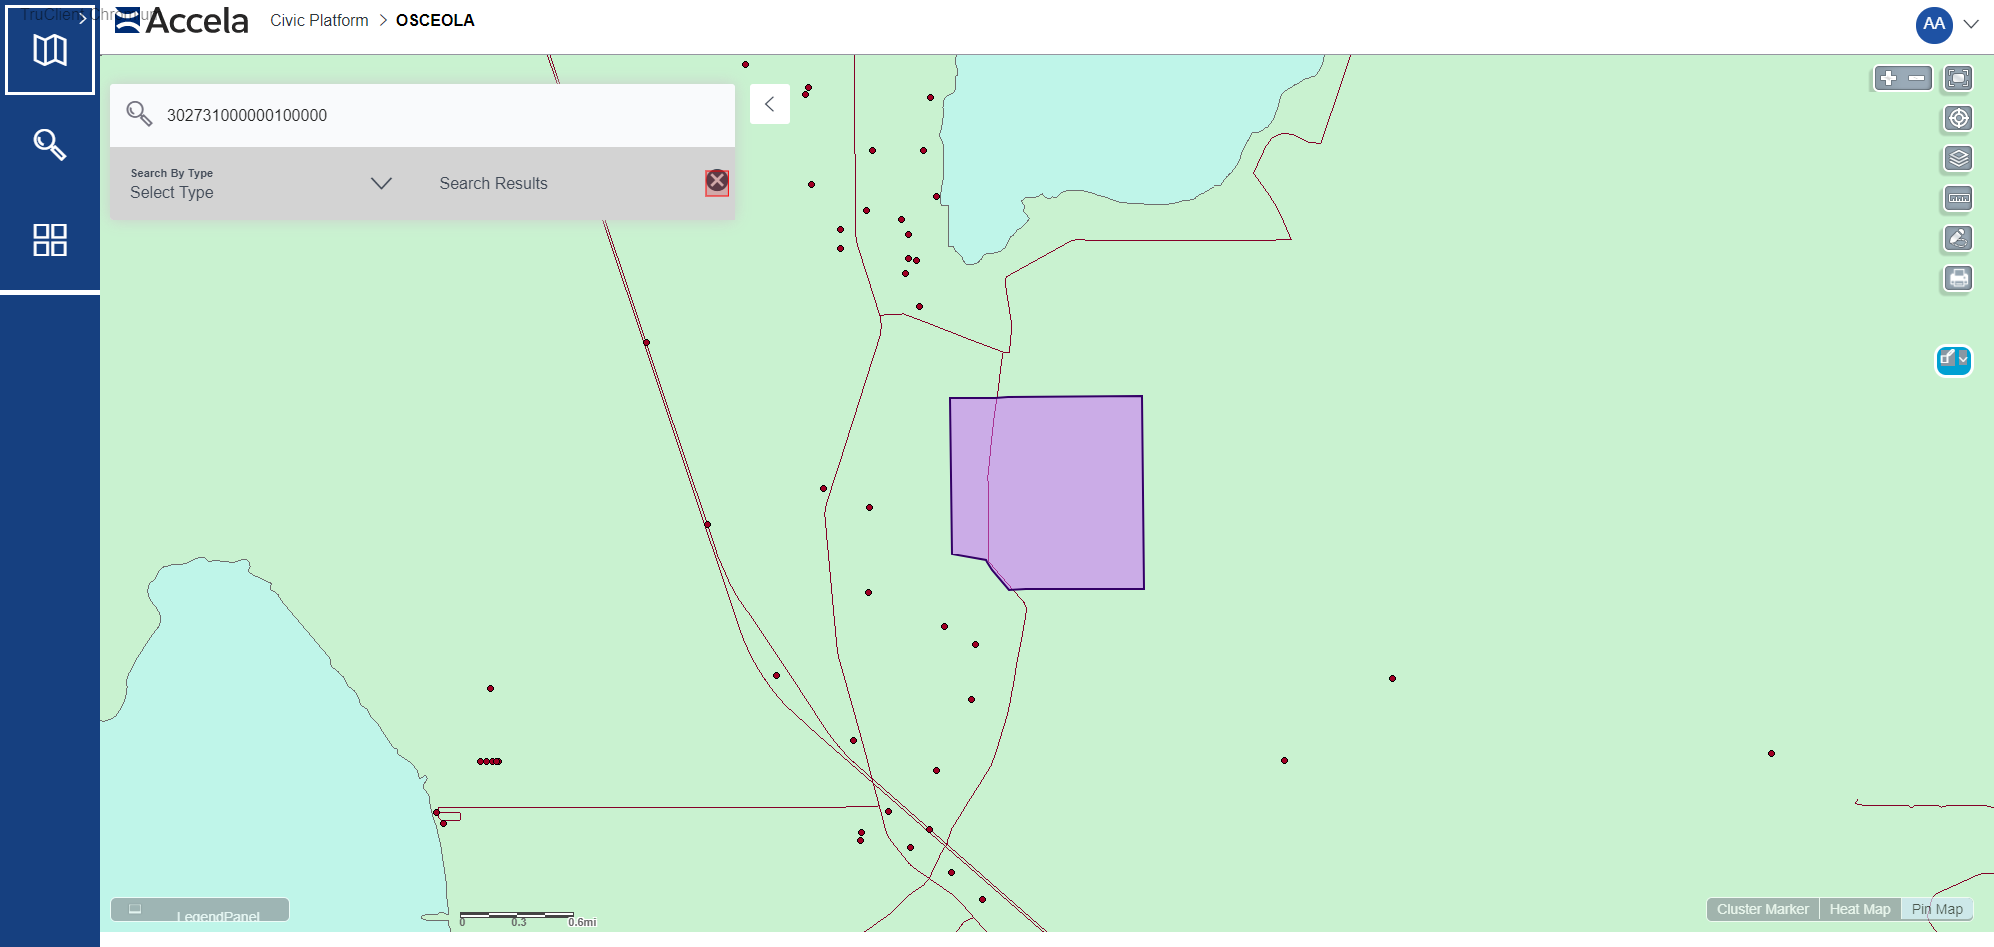 TruClient Chromium
Accela
Civic Platform > OSCEOLA
AA
302731000000100000
Search By Type
Select Type
Search Results
LegendPanel
0 0.3 0.6mi
Cluster Marker Heat Map Pin Map